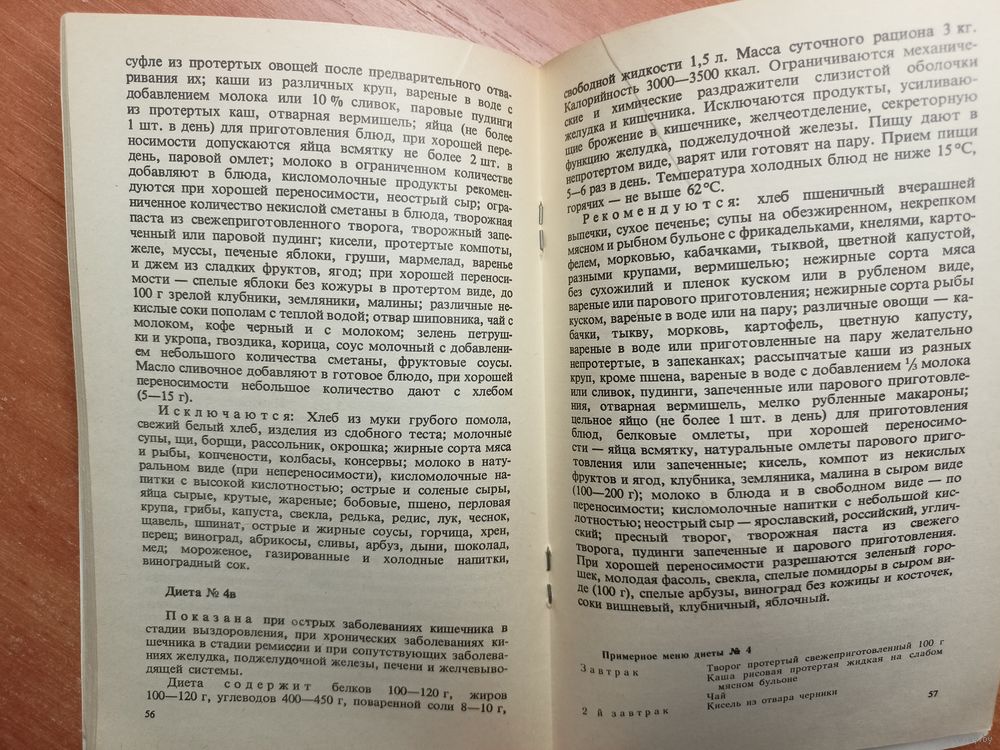 суфле из протертых овощей после предварительного отва-
ривания их; каши из различных круп, вареные в воде с
добавлением молока или 10 % сливок, паровые пудинги
из протертых каш, отварная вермишель; яйца (не более
1 шт. в день) для приготовления блюд, при хорошей пере-
носимости допускаются яйца всмятку не более 2 шт. в
день, паровой омлет; молоко в ограниченном количестве
добавляют в блюда, кисломолочные продукты рекомен-
дуются при хорошей переносимости, неострый сыр; огра-
ниченное количество некислой сметаны в блюда, творожная
паста из свежеприготовленного творога, творожный запе-
ченный или паровой пудинг; кисели, протертые компоты,
желе, муссы, печеные яблоки, груши, мармелад, варенье
и джем из сладких фруктов, ягод; при хорошей переноси-
мости — спелые яблоки без кожуры в протертом виде, до
100 г зрелой клубники, земляники, малины; различные не-
кислые соки пополам с теплой водой; отвар шиповника, чай с
молоком, кофе черный и с молоком; зелень петруш-
ки и укропа, гвоздика, корица, соус молочный с добавлени-
ем небольшого количества сметаны, фруктовые соусы.
Масло сливочное добавляют в готовое блюдо, при хорошей
переносимости небольшое количество дают с хлебом
(5—15 г).
Исключаются: Хлеб из муки грубого помола,
свежий белый хлеб, изделия из сдобного теста; молочные
супы, щи, борщи, рассольник, окрошка; жирные сорта мяса
и рыбы, копчености, колбасы, консервы; молоко в нату-
ральном виде (при непереносимости), кисломолочные на-
питки с высокой кислотностью; острые и соленые сыры,
яйца сырые, крутые, жареные; бобовые, пшено, перловая
крупа, грибы, капуста, свекла, редька, редис, лук, чеснок,
щавель, шпинат, острые и жирные соусы, горчица, хрен,
перец; виноград, абрикосы, сливы, арбуз, дыни, шоколад,
мед; мороженое, газированные и холодные напитки,
виноградный сок.
Диета № 4в
Показана при острых заболеваниях кишечника в
стадии выздоровления, при хронических заболеваниях ки-
шечника в стадии ремиссии и при сопутствующих заболева-
ниях желудка, поджелудочной железы, печени и желчевыво-
дящей системы.
Диета содержит белков 100—120 г, жиров
100—120 г, углеводов 400—450 г, поваренной соли 8—10 г,
56
свободной жидкости 1,5 л. Масса суточного рациона 3 кг.
Калорийность 3000—3500 ккал. Ограничиваются механиче-
ские и химические раздражители слизистой оболочки
желудка и кишечника. Исключаются продукты, усиливаю-
щие брожение в кишечнике, желчеотделение, секреторную
функцию желудка, поджелудочной железы. Пищу дают в
непротертом виде, варят или готовят на пару. Прием пищи
5—6 раз в день. Температура холодных блюд не ниже 15 °С,
горячих — не выше 62 °С.
Рекомендуются: хлеб пшеничный вчерашней
выпечки, сухое печенье; супы на обезжиренном, некрепком
мясном и рыбном бульоне с фрикадельками, кнелями, карто-
фелем, морковью, кабачками, тыквой, цветной капустой,
разными крупами, вермишелью; нежирные сорта мяса
без сухожилий и пленок куском или в рубленом виде,
вареные или парового приготовления; нежирные сорта рыбы
куском, вареные в воде или на пару; различные овощи — ка-
бачки, тыкву, морковь, картофель, цветную капусту,
вареные в воде или приготовленные на пару желательно
непротертые, в запеканках; рассыпчатые каши из разных
круп, кроме пшена, вареные в воде с добавлением ⅓ молока
или сливок, пудинги, запеченные или парового приготовле-
ния, отварная вермишель, мелко рубленные макароны;
цельное яйцо (не более 1 шт. в день) для приготовления
блюд, белковые омлеты, при хорошей переносимо-
сти — яйца всмятку, натуральные омлеты парового приго-
товления или запеченные; кисель, компот из некислых
фруктов и ягод, клубника, земляника, малина в сыром виде
(100—200 г); молоко в блюда и в свободном виде — по
переносимости; кисломолочные напитки с небольшой кис-
лотностью; неострый сыр — ярославский, российский, углич-
ский; пресный творог, творожная паста из свежего
творога, пудинги запеченные и парового приготовления.
При хорошей переносимости разрешаются зеленый горо-
шек, молодая фасоль, свекла, спелые помидоры в сыром ви-
де (100 г), спелые арбузы, виноград без кожицы и косточек,
соки вишневый, клубничный, яблочный.
Примерное меню диеты № 4
Завтрак Творог протертый свежеприготовленный 100 г
Каша рисовая протертая жидкая на слабом
мясном бульоне
Чай
2 й завтрак Кисель из отвара черники
57